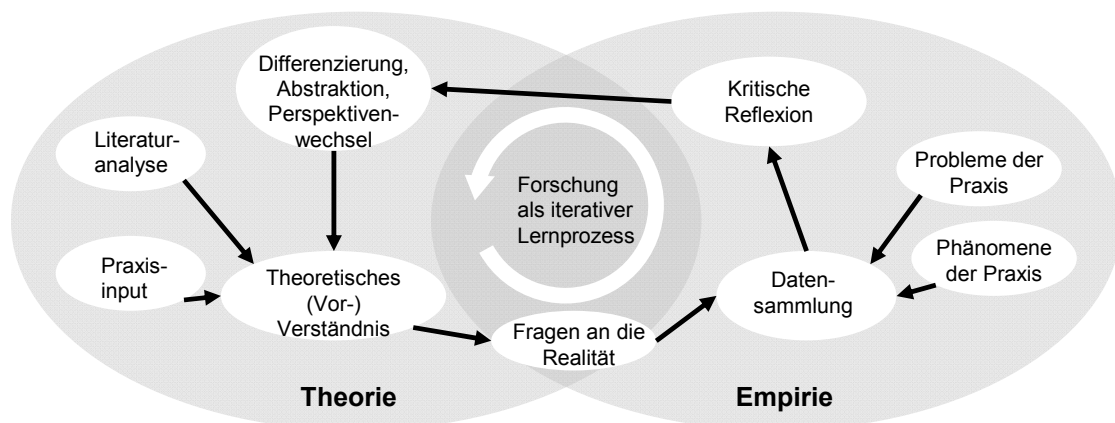 Differenzierung,
Abstraktion,
Perspektiven-
wechsel
Kritische
Reflexion
Literatur-
analyse
Probleme der
Praxis
Forschung
als iterativer
Lernprozess
Praxis-
input
Theoretisches
(Vor-)
Verständnis
Daten-
sammlung
Phänomene
der Praxis
Fragen an die
Realität
Theorie
Empirie